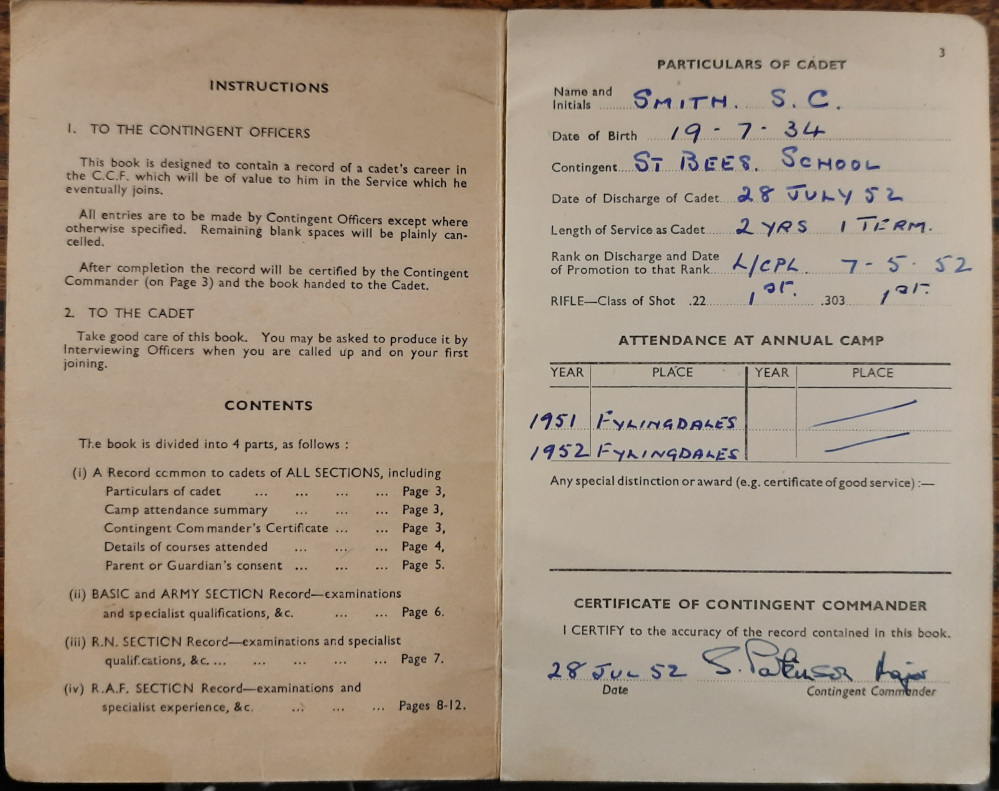 INSTRUCTIONS
1. TO THE CONTINGENT OFFICERS
This book is designed to contain a record of a cadet's career in
the C.C.F. which will be of value to him in the Service which he
eventually joins.
All entries are to be made by Contingent Officers except where
otherwise specified. Remaining blank spaces will be plainly can-
celled.
After completion the record will be certified by the Contingent
Commander (on Page 3) and the book handed to the Cadet.
2. TO THE CADET
Take good care of this book. You may be asked to produce it by
Interviewing Officers when you are called up and on your first
joining.
CONTENTS
The book is divided into 4 parts, as follows :
(i) A Record common to cetets of ALL SECTIONS, including
Particulars of cadet ... ... ... ... Page 3,
Camp attendance summary ... ... ... Page 3,
Contingent Commander's Certificate ... ... ... Page 3,
Details of courses attended ... ... ... Page 4,
Parent or Guardian's consent ... ... ... Page 5.
(ii) BASIC and ARMY SECTION Record—examinations
and specialist qualifications, &c. ... ... Page 6.
(iii) R.N. SECTION Record—examinations and specialist
qualifications, &c. ... ... ... ... ... Page 7.
(iv) R.A.F. SECTION Record—examinations and
specialist experience, &c. ... ... ... Pages 8-12.
3
PARTICULARS OF CADET
Name and
Initials SMITH. S. C.
Date of Birth 19 - 7 - 34
Contingent ST BEES. SCHOOL
Date of Discharge of Cadet 28 JULY 52
Length of Service as Cadet 2 YRS 1 TERM.
Rank on Discharge and Date
of Promotion to that Rank L/CPL 7 - 5 - 52
RIFLE—Class of Shot .22 1st. .303 1st.
ATTENDANCE AT ANNUAL CAMP
YEAR PLACE YEAR PLACE
1951 FYLINGDALES
1952 FYLINGDALES
Any special distinction or award (e.g. certificate of good service) :—
CERTIFICATE OF CONTINGENT COMMANDER
I CERTIFY to the accuracy of the record contained in this book.
28 JUL 52 Major
Date Contingent Commander